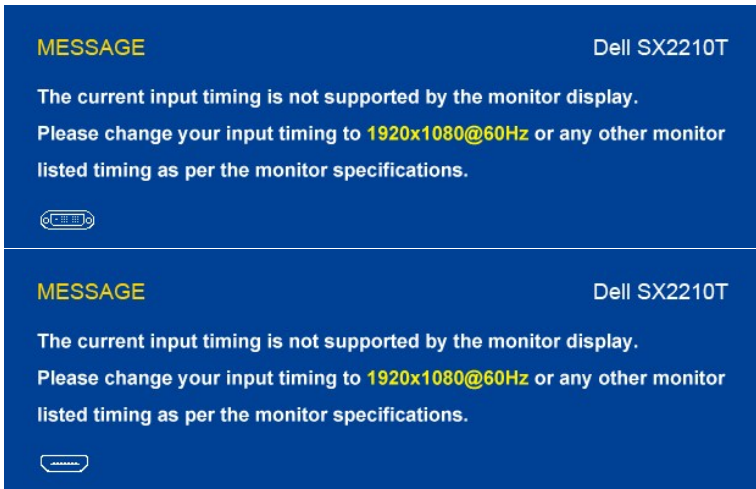 MESSAGE Dell SX2210T
The current input timing is not supported by the monitor display.
Please change your input timing to 1920x1080@60Hz or any other monitor
listed timing as per the monitor specifications.
MESSAGE Dell SX2210T
The current input timing is not supported by the monitor display.
Please change your input timing to 1920x1080@60Hz or any other monitor
listed timing as per the monitor specifications.